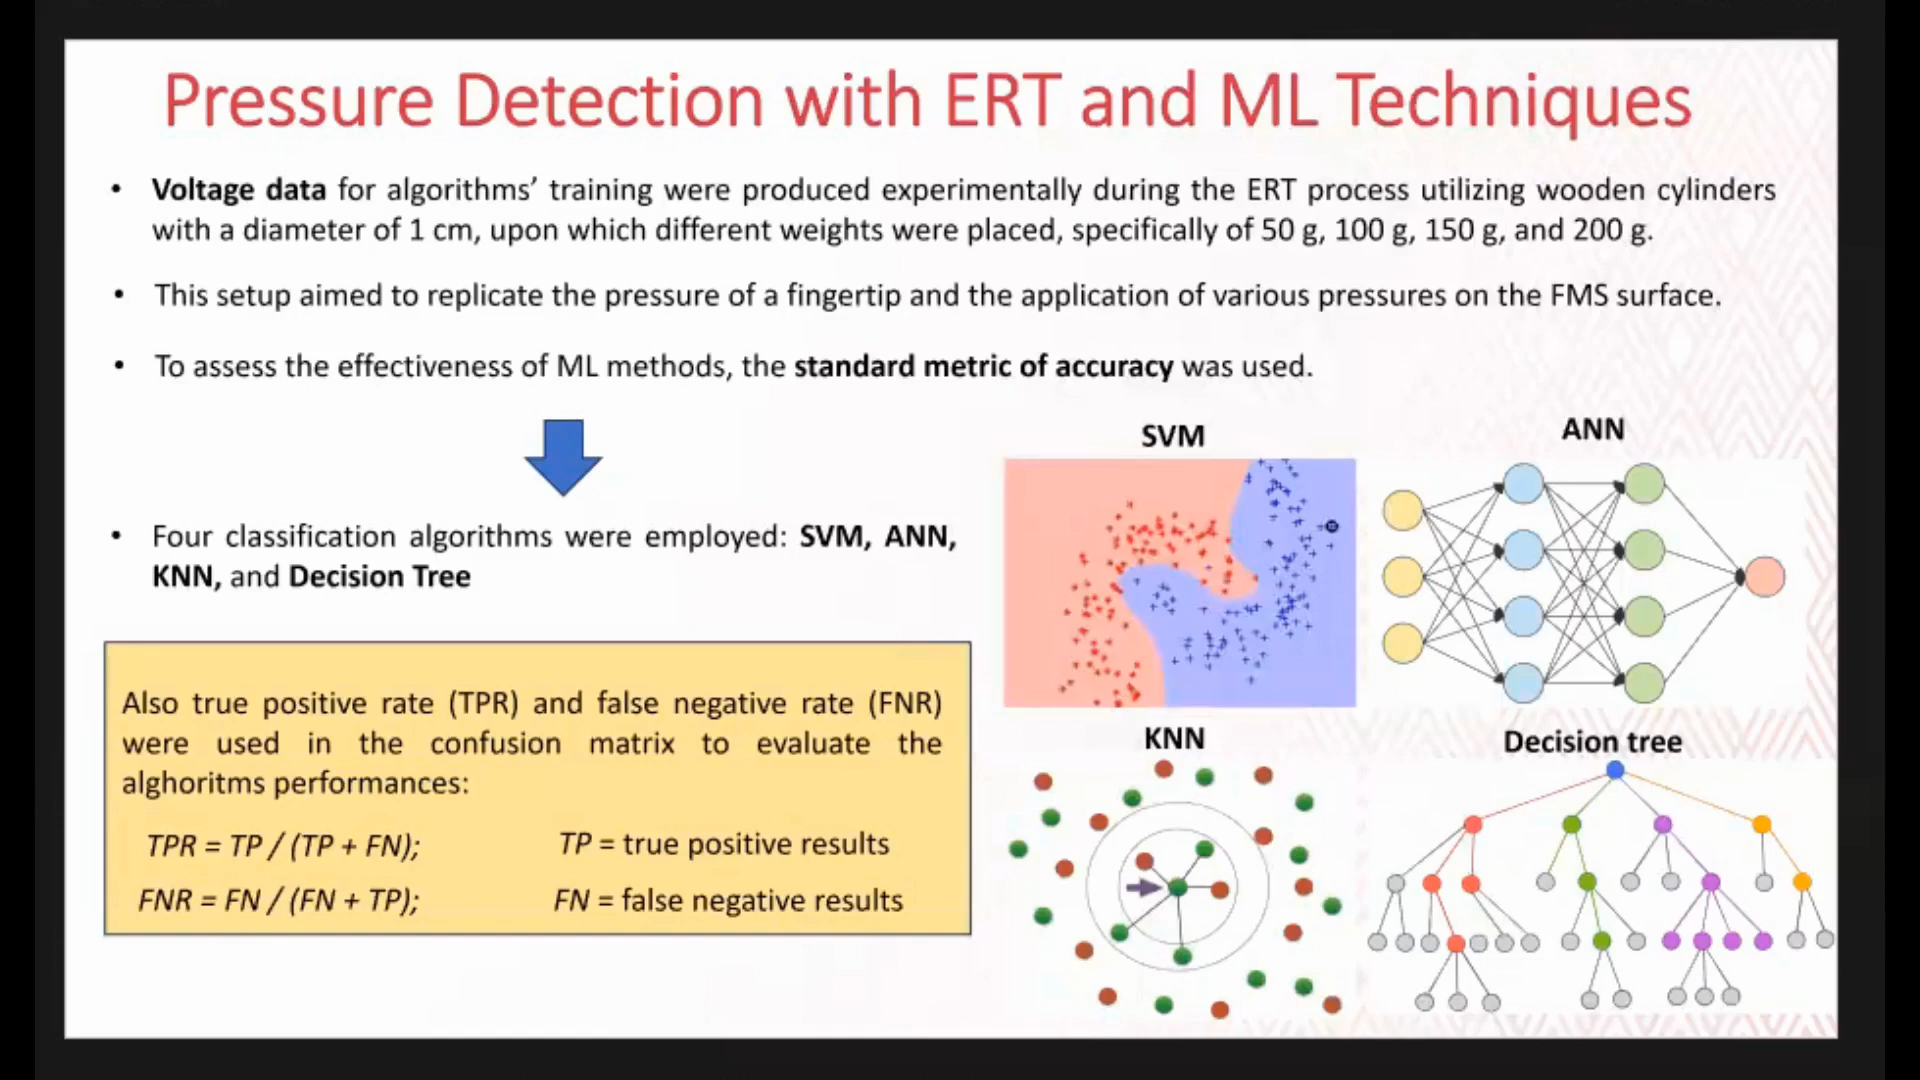 Pressure Detection with ERT and ML Techniques
• Voltage data for algorithms’ training were produced experimentally during the ERT process utilizing wooden cylinders
with a diameter of 1 cm, upon which different weights were placed, specifically of 50 g, 100 g, 150 g, and 200 g.
• This setup aimed to replicate the pressure of a fingertip and the application of various pressures on the FMS surface.
• To assess the effectiveness of ML methods, the standard metric of accuracy was used.
• Four classification algorithms were employed: SVM, ANN,
KNN, and Decision Tree
Also true positive rate (TPR) and false negative rate (FNR)
were used in the confusion matrix to evaluate the
alghoritms performances:
TPR = TP / (TP + FN); TP = true positive results
FNR = FN / (FN + TP); FN = false negative results
SVM
ANN
KNN
Decision tree